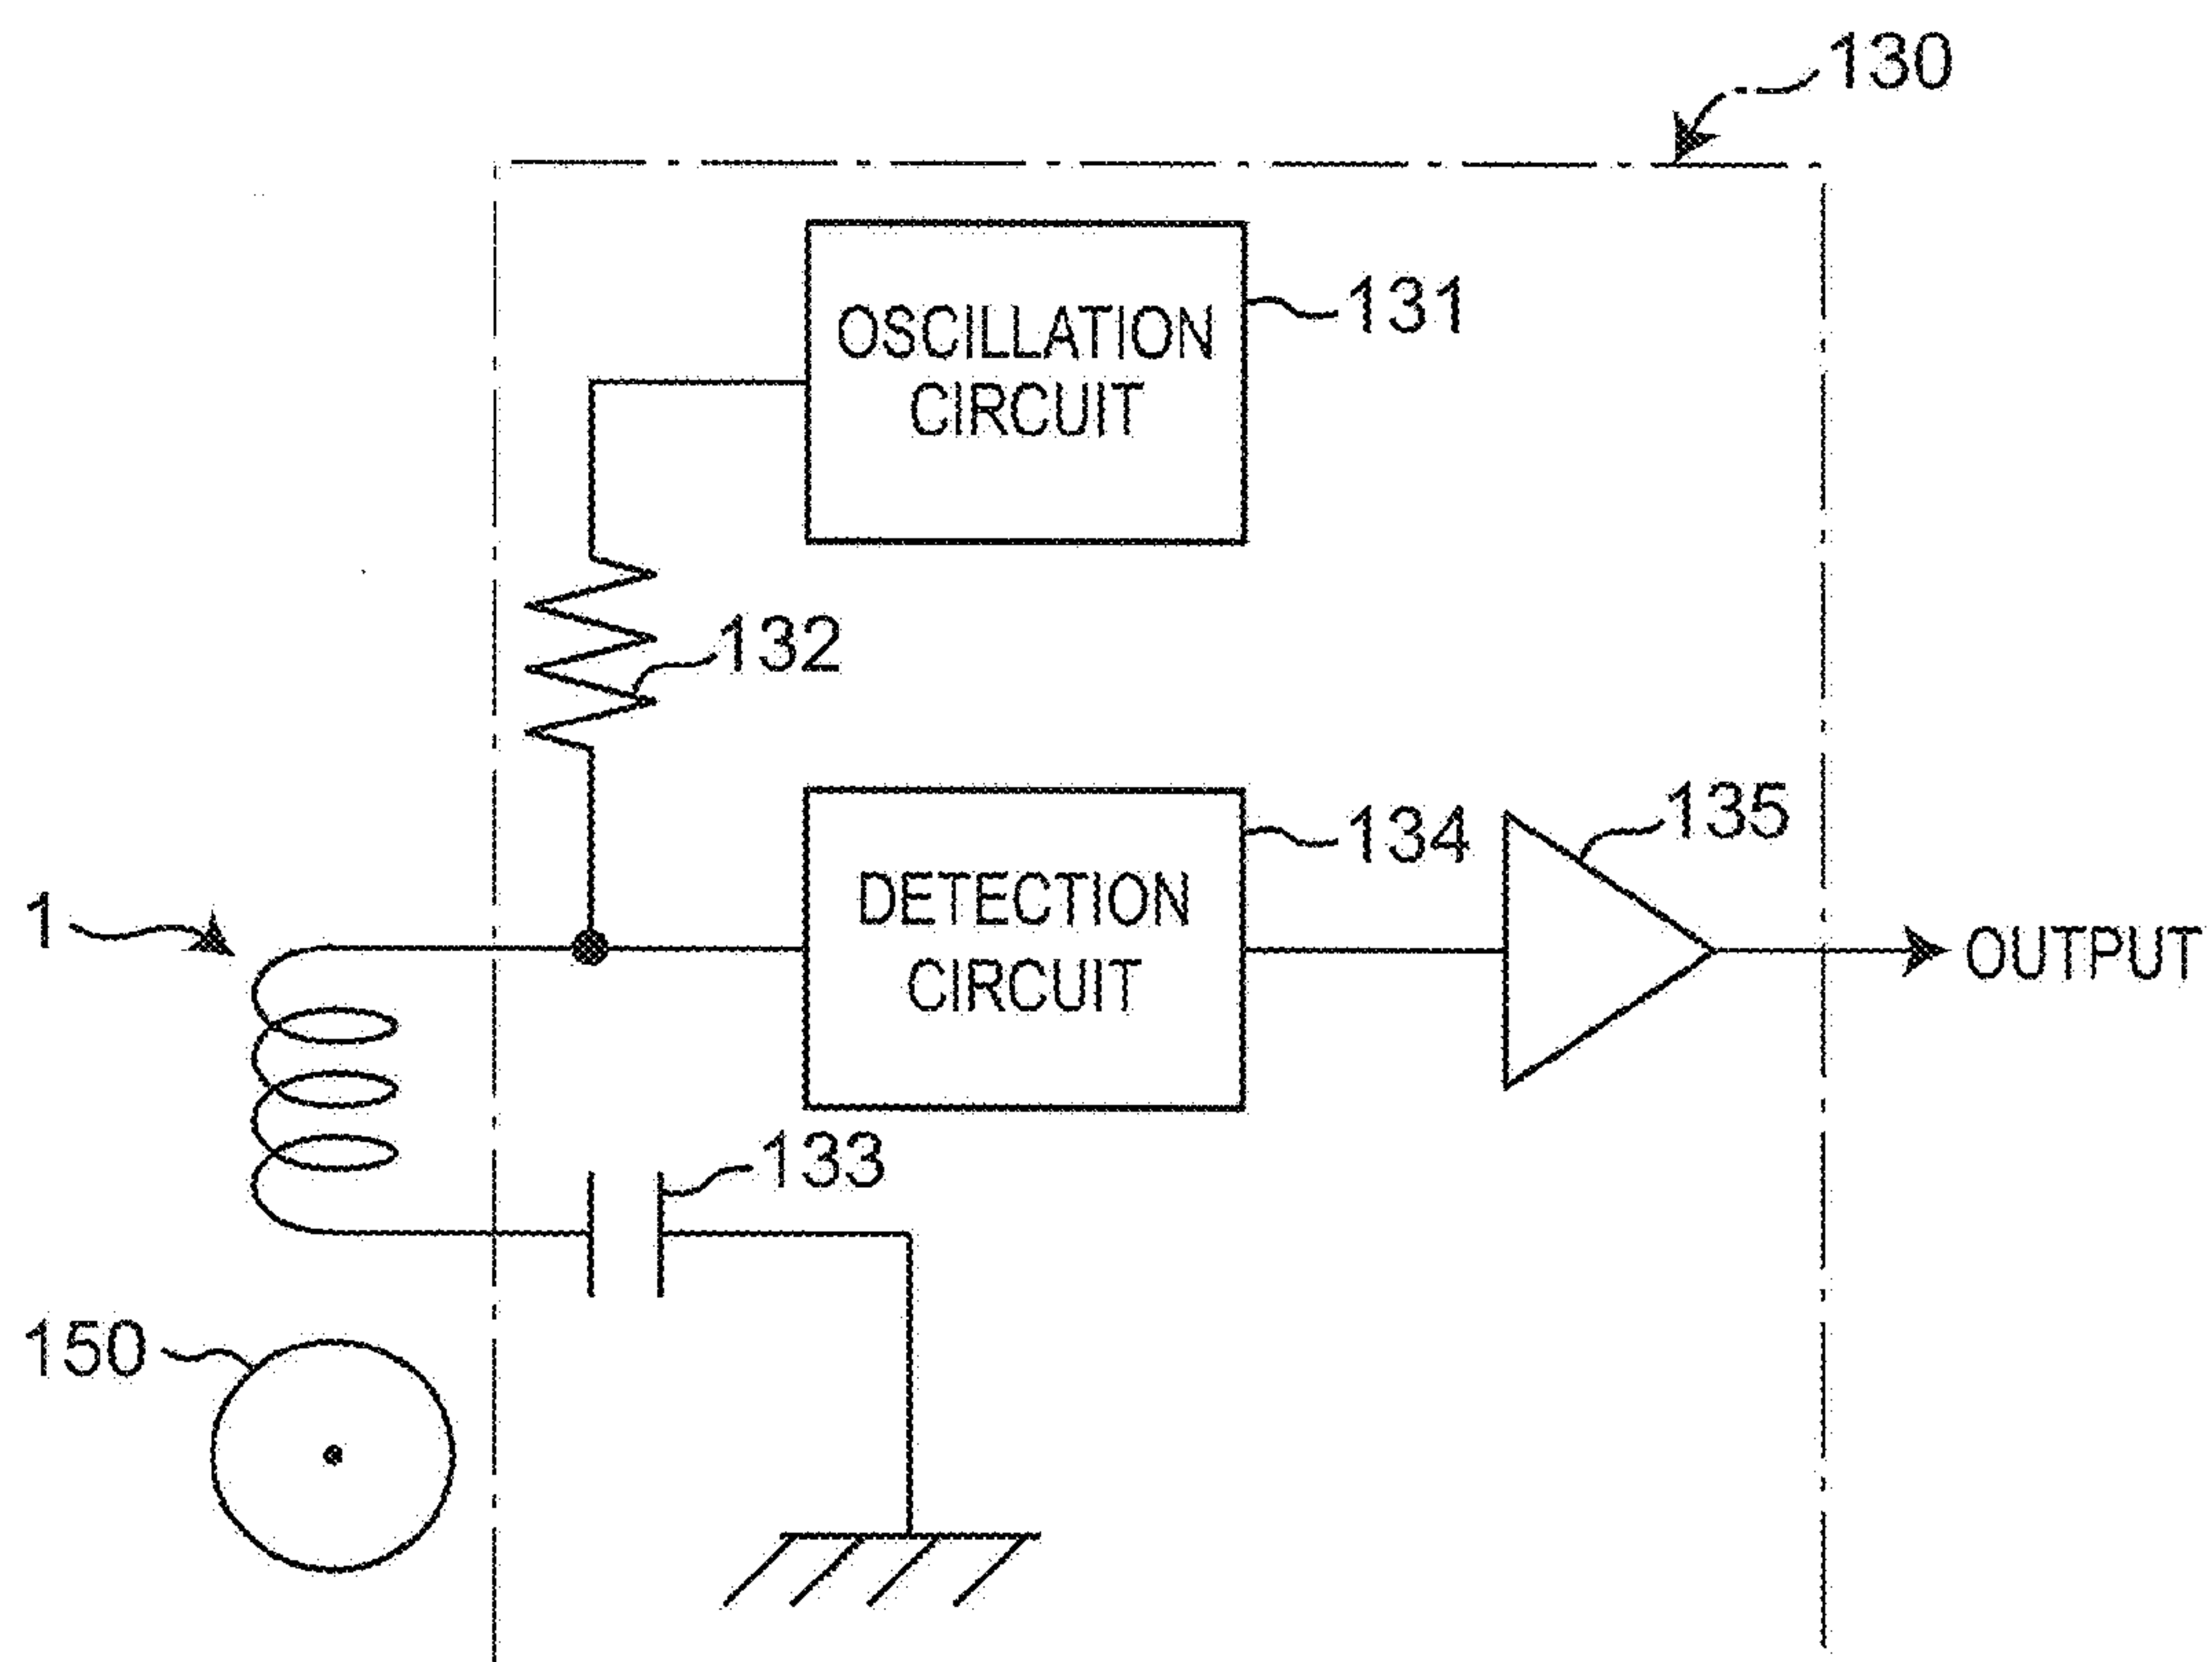 130
OSCILLATION
CIRCUIT
131
132
135
134
DETECTION
CIRCUIT
1
OUTPUT
133
150